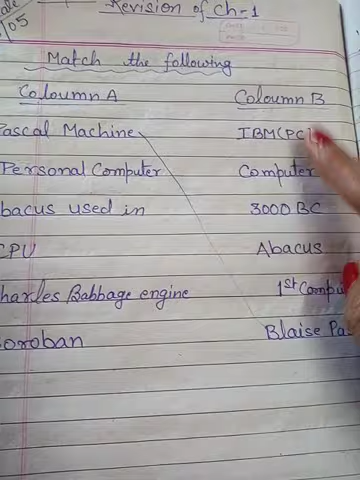 /05
Revision of Ch-1
Match the following
Coloumn A Coloumn B
Pascal Machine IBM(PC)
Personal Computer Computer
bacus used in 3000 BC
CPU Abacus
harles Babbage engine 1st Compu
oroban Blaise Pa